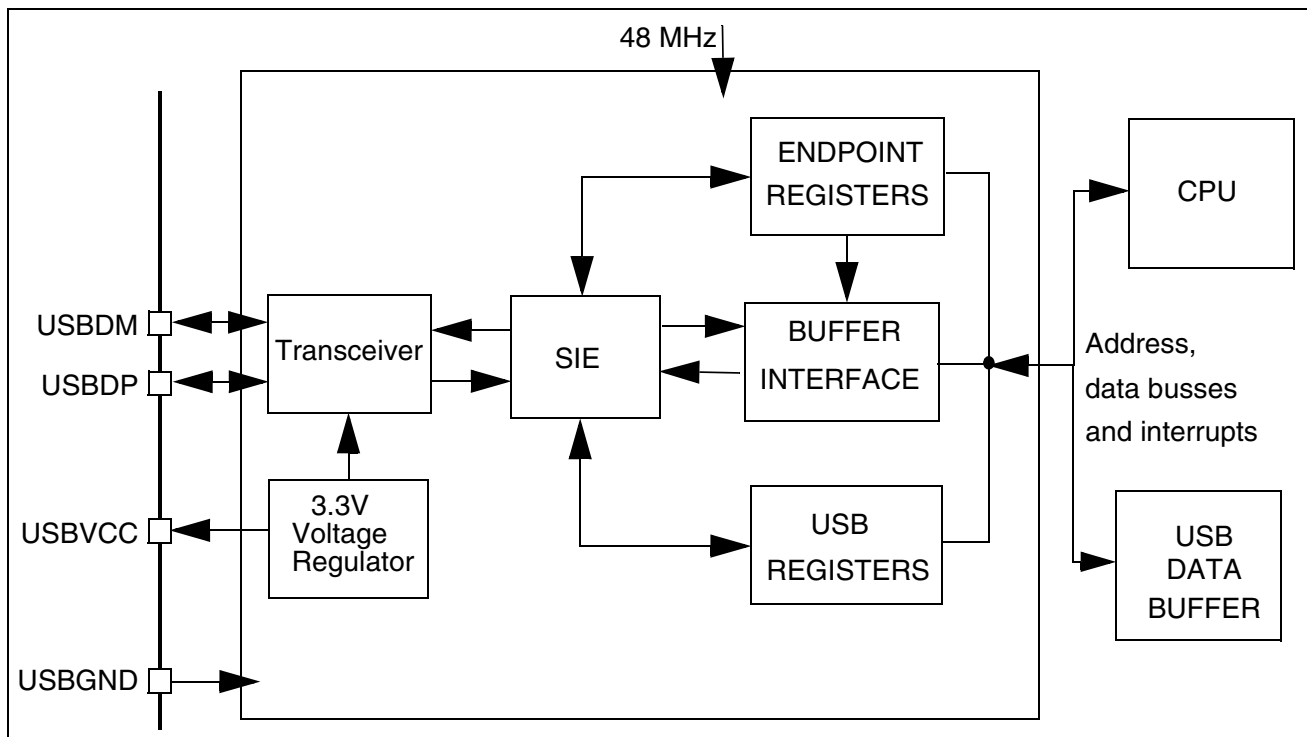 48 MHz
ENDPOINT
REGISTERS
CPU
USBDM
Transceiver
SIE
BUFFER
INTERFACE
USBDP
Address,
data busses
and interrupts
3.3V
Voltage
Regulator
USBVCC
USB
REGISTERS
USB
DATA
BUFFER
USBGND